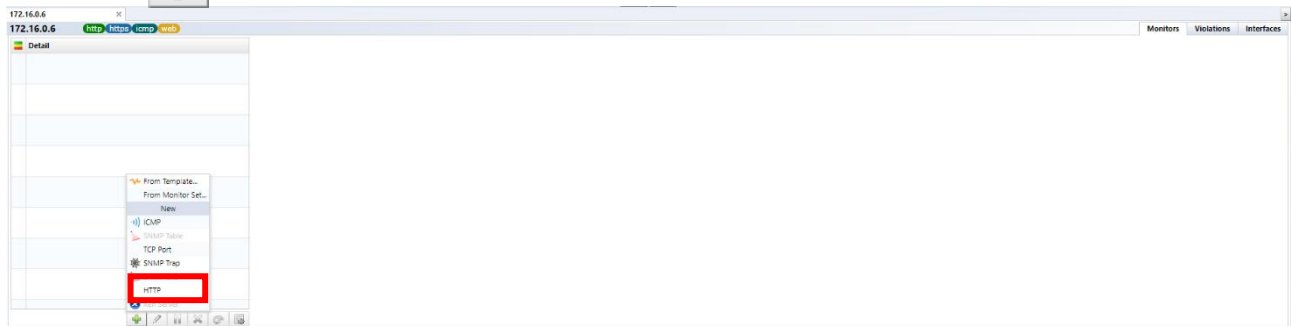 172.16.0.6
172.16.0.6 http https icmp web Monitors Violations Interfaces
Detail
From Template...
From Monitor Set...
New
ICMP
SNMP Table
TCP Port
SNMP Trap
HTTP